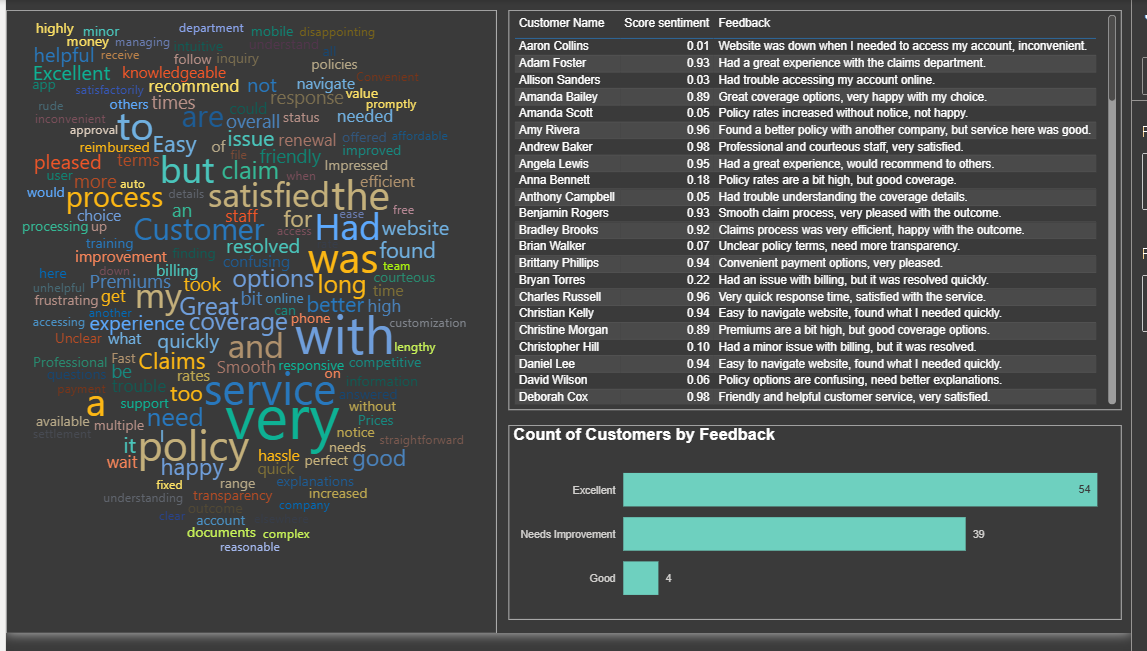 highly minor department mobile disappointing
money managing intuitive understand
helpful receive follow inquiry policies
Excellent knowledgeable Convenient
app satisfactorily recommend not navigate value
rude others times response promptly
inconvenient could
approval to are overall status needed
reimbursed Easy of issue renewal offered affordable
pleased terms file friendly improved
user but claim when Impressed
would more auto details satisfied the efficient
process
choice an staff for ease free
processing up Customer access Had website
training resolved
improvement finding confusing was found
here down billing team
unhelpful Premiums took options long courteous
frustrating get my bit online better high time
another Great can
accessing experience coverage phone customization
Unclear what quickly and with lengthy
Professional Fast Claims Smooth responsive competitive
be rates on information
payment trouble too service
a support without
available multiple need very Prices
settlement I notice straightforward
it policy needs
wait happy hassle perfect good
quick
fixed range explanations
understanding transparency increased
outcome company
clear account
documents complex
reasonable
Customer Name Score sentiment Feedback
Aaron Collins 0.01 Website was down when I needed to access my account, inconvenient.
Adam Foster 0.93 Had a great experience with the claims department.
Allison Sanders 0.03 Had trouble accessing my account online.
Amanda Bailey 0.89 Great coverage options, very happy with my choice.
Amanda Scott 0.05 Policy rates increased without notice, not happy.
Amy Rivera 0.96 Found a better policy with another company, but service here was good.
Andrew Baker 0.98 Professional and courteous staff, very satisfied.
Angela Lewis 0.95 Had a great experience, would recommend to others.
Anna Bennett 0.18 Policy rates are a bit high, but good coverage.
Anthony Campbell 0.05 Had trouble understanding the coverage details.
Benjamin Rogers 0.93 Smooth claim process, very pleased with the outcome.
Bradley Brooks 0.92 Claims process was very efficient, happy with the outcome.
Brian Walker 0.07 Unclear policy terms, need more transparency.
Brittany Phillips 0.94 Convenient payment options, very pleased.
Bryan Torres 0.22 Had an issue with billing, but it was resolved quickly.
Charles Russell 0.96 Very quick response time, satisfied with the service.
Christian Kelly 0.94 Easy to navigate website, found what I needed quickly.
Christine Morgan 0.89 Premiums are a bit high, but good coverage options.
Christopher Hill 0.10 Had a minor issue with billing, but it was resolved.
Daniel Lee 0.94 Easy to navigate website, found what I needed quickly.
David Wilson 0.06 Policy options are confusing, need better explanations.
Deborah Cox 0.98 Friendly and helpful customer service, very satisfied.
Count of Customers by Feedback
Excellent 54
Needs Improvement 39
Good 4